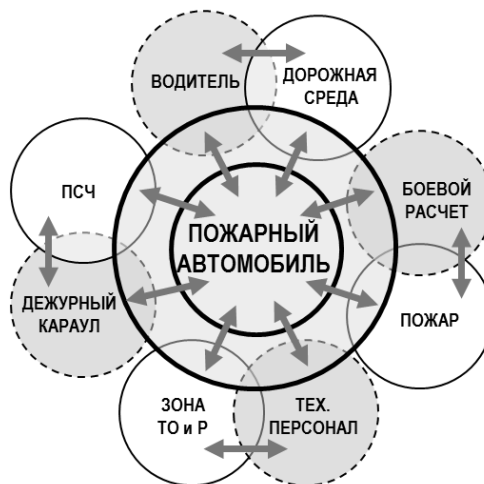 ВОДИТЕЛЬ
ДОРОЖНАЯ
СРЕДА
ПСЧ
БОЕВОЙ
РАСЧЕТ
ПОЖАРНЫЙ
АВТОМОБИЛЬ
ДЕЖУРНЫЙ
КАРАУЛ
ПОЖАР
ЗОНА
ТО и Р
ТЕХ.
ПЕРСОНАЛ